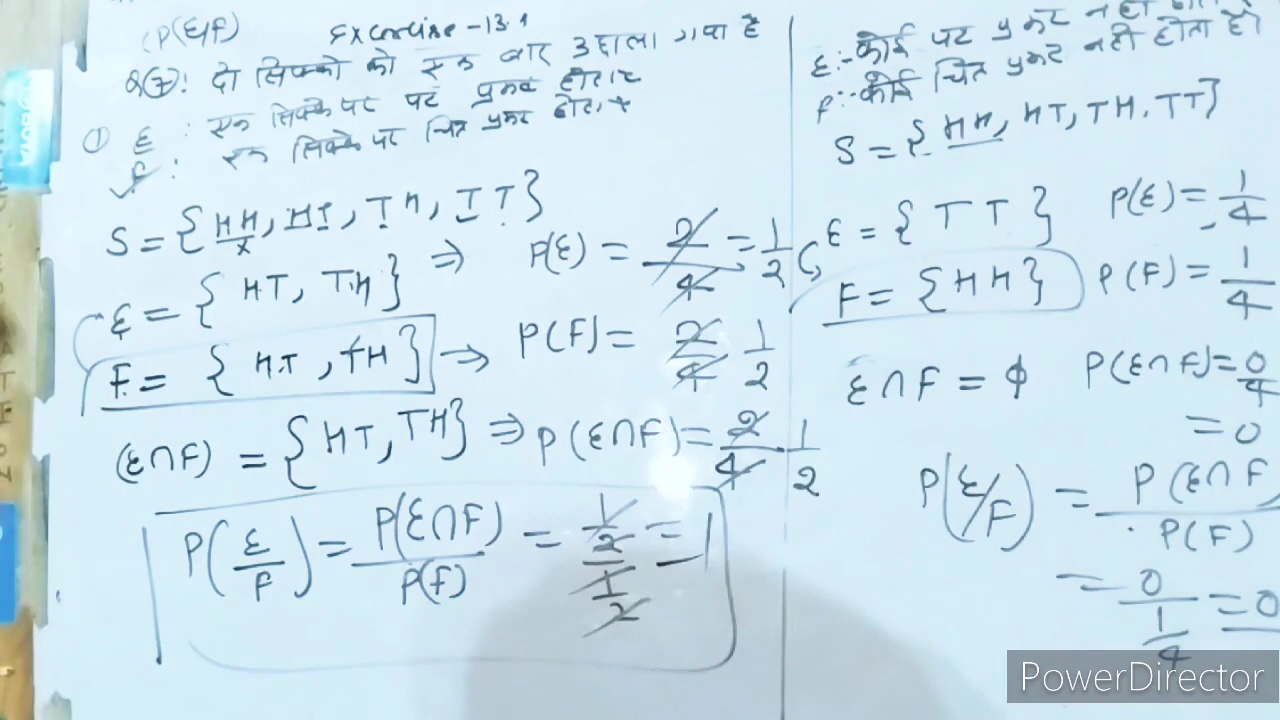 P(E/F) Exercise - 13.1
Q(7): दो सिक्को को एक बार उछाला गया है
① E : एक सिक्के पर पट प्रकट होता
F : एक सिक्के पर चित प्रकट होता
S = {HH, HT, TH, TT}
E = {HT, TH} ⇒ P(E) = 2/4 = 1/2
F = {HT, TH} → P(F) = 2/4 1/2
(E∩F) = {HT, TH} ⇒ P(E∩F) = 2/4 1/2
P(E/F) = P(E∩F)/P(F) = 1/2 / 1/2 = 1
E :- कोई पट प्रकट नही
F :- कोई चित प्रकट नही होता हो
S = {HH, HT, TH, TT}
E = {TT} P(E) = 1/4
F = {HH} P(F) = 1/4
E∩F = ϕ P(E∩F) = 0/4
= 0
P(E/F) = P(E∩F / P(F)
= 0 / 1/4 = 0
PowerDirector